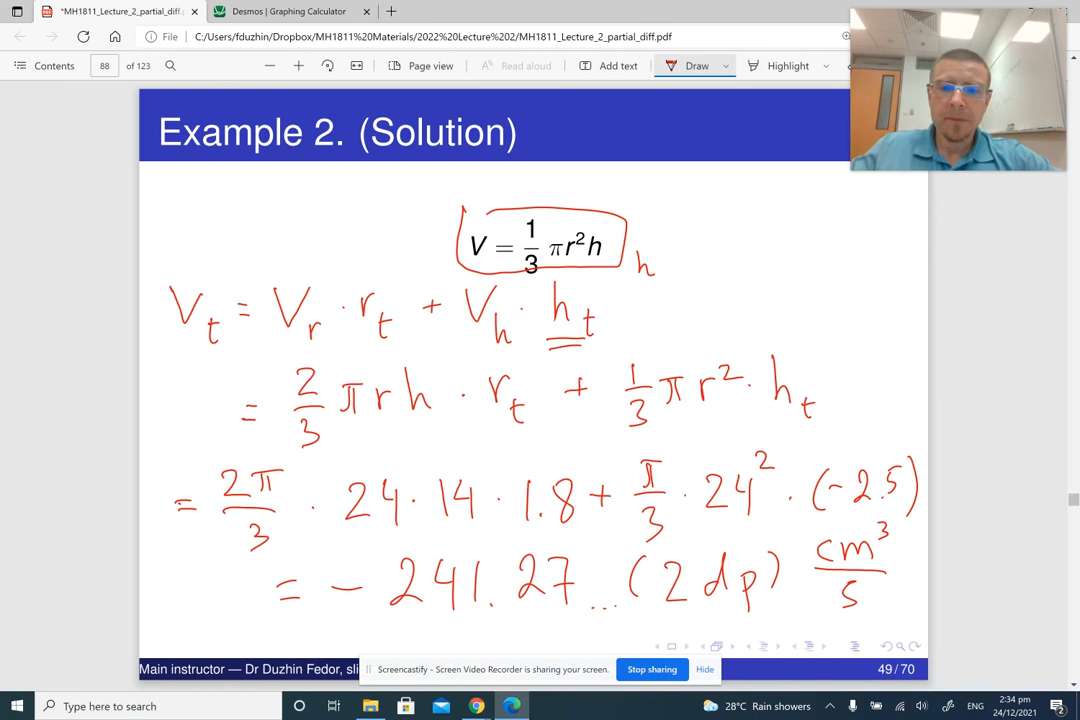 *MH1811_Lecture_2_partial_diff.
Desmos | Graphing Calculator
File C:/Users/fduzhin/Dropbox/MH1811%20Materials/2022%20Lecture%202/MH1811_Lecture_2_partial_diff.pdf
Contents 88 of 123 Page view Read aloud Add text Draw Highlight
Example 2. (Solution)
V = 1/3 πr²h
h
V_t = V_r · r_t + V_h · h_t
= 2/3 π r h · r_t + 1/3 π r² · h_t
= 2π/3 · 24 · 14 · 1.8 + π/3 · 24² · (-2.5)
= - 241.27... (2 dp) cm³/s
Main instructor — Dr Duzhin Fedor, sli
49/70
Screencastify - Screen Video Recorder is sharing your screen. Stop sharing Hide
Type here to search
28°C Rain showers
ENG
2:34 pm
24/12/2021
2